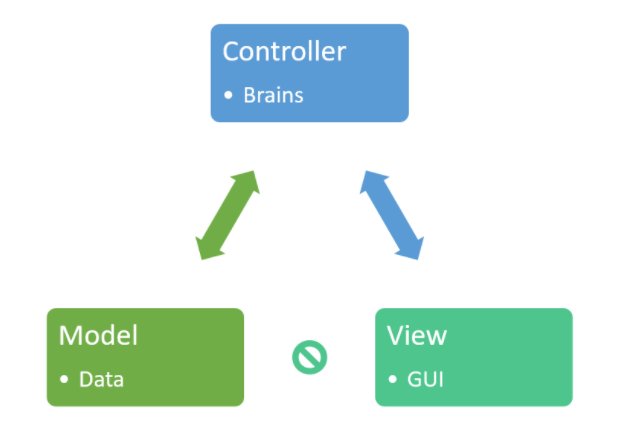 Controller
• Brains
Model
• Data
View
• GUI